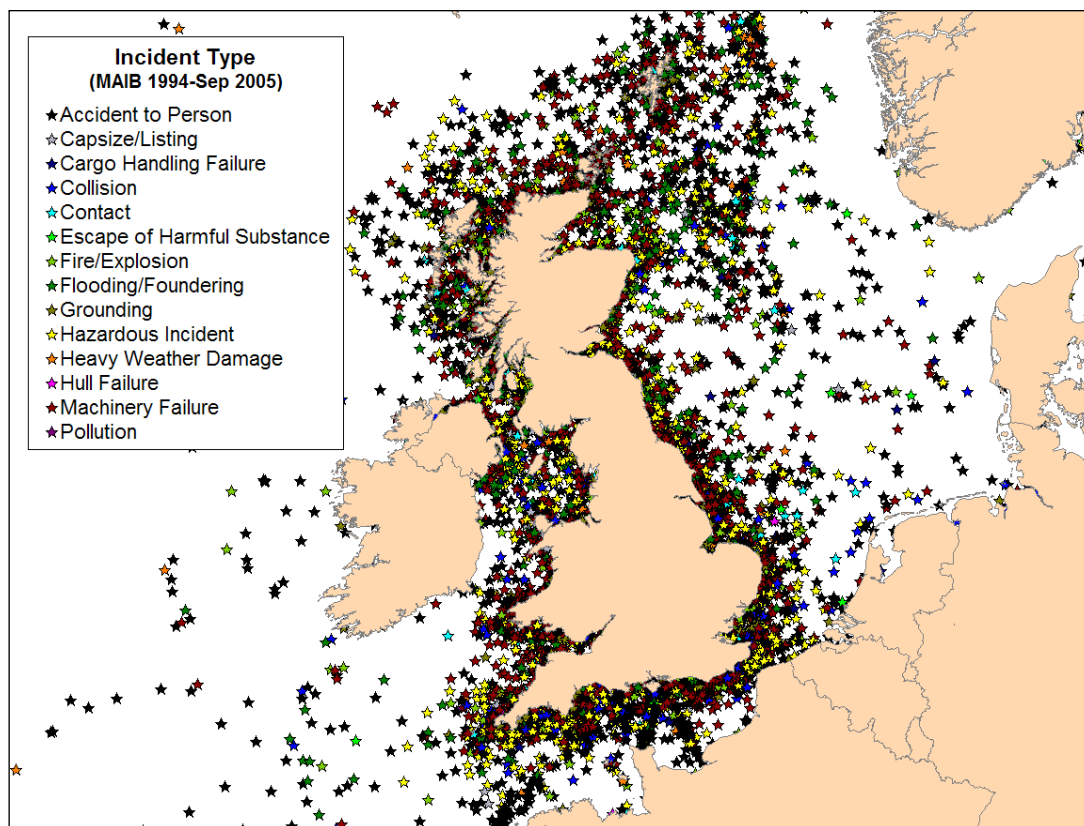 Incident Type
(MAIB 1994-Sep 2005)
Accident to Person
Capsize/Listing
Cargo Handling Failure
Collision
Contact
Escape of Harmful Substance
Fire/Explosion
Flooding/Foundering
Grounding
Hazardous Incident
Heavy Weather Damage
Hull Failure
Machinery Failure
Pollution